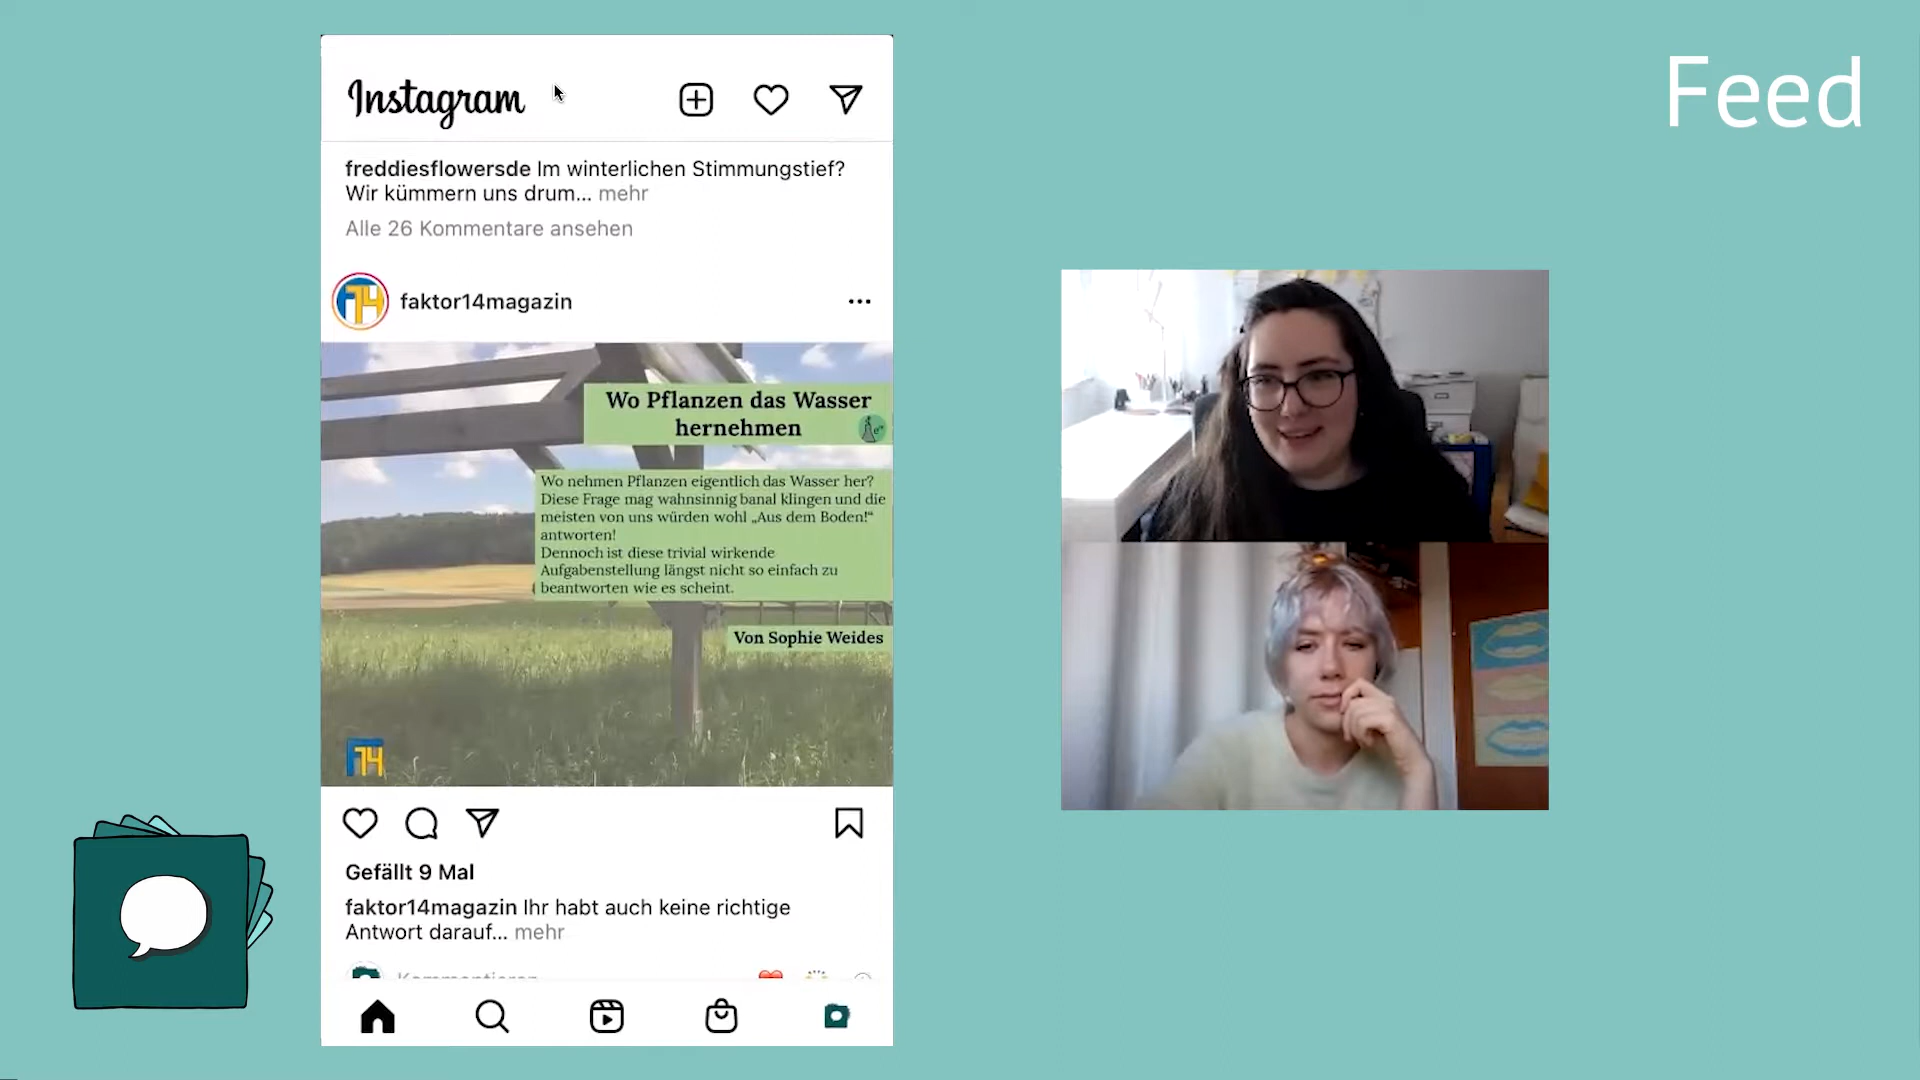 Feed
Instagram
freddiesflowersde Im winterlichen Stimmungstief?
Wir kümmern uns drum... mehr
Alle 26 Kommentare ansehen
F14
faktor14magazin
Wo Pflanzen das Wasser
hernehmen
Wo nehmen Pflanzen eigentlich das Wasser her?
Diese Frage mag wahnsinnig banal klingen und die
meisten von uns würden wohl „Aus dem Boden!“
antworten!
Dennoch ist diese trivial wirkende
Aufgabenstellung längst nicht so einfach zu
beantworten wie es scheint.
Von Sophie Weides
F14
Gefällt 9 Mal
faktor14magazin Ihr habt auch keine richtige
Antwort darauf... mehr
Kommentieren